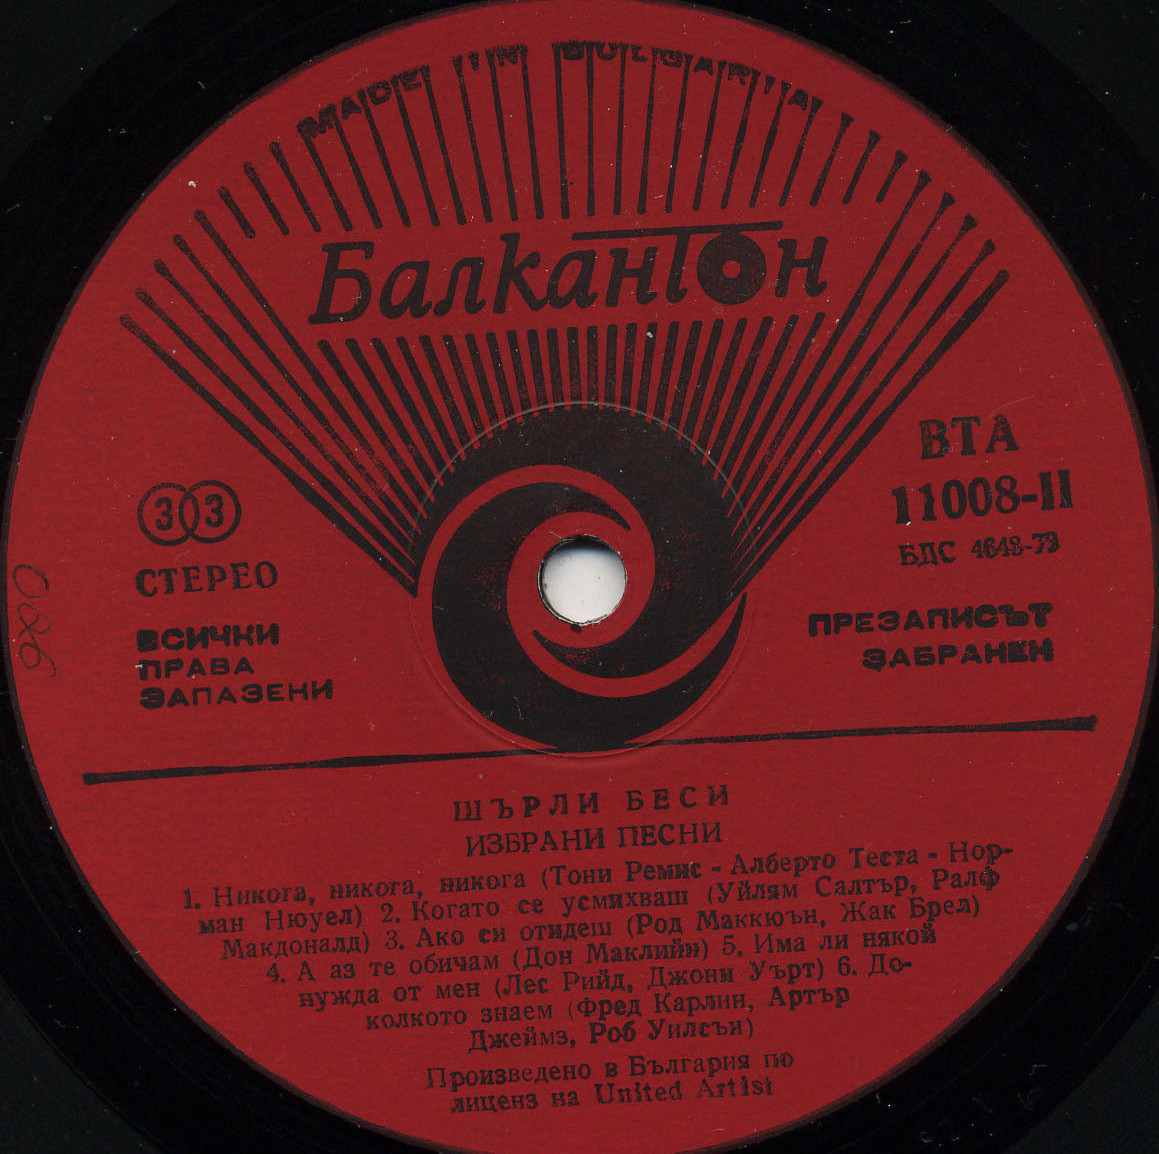 MADE IN BULGARIA
Балкантон
ВТА
11008-II
БДС 4648-79
33
СТЕРЕО
ВСИЧКИ
ПРАВА
ЗАПАЗЕНИ
ПРЕЗАПИСЪТ
ЗАБРАНЕН
ШЪРЛИ БЕСИ
ИЗБРАНИ ПЕСНИ
1. Никога, никога, никога (Тони Ремис - Алберто Теста - Нор-
ман Нюуел) 2. Когато се усмихваш (Уйлям Салтър, Ралф
Макдоналд) 3. Ако си отидеш (Род Маккюън, Жак Брел)
4. А аз те обичам (Дон Маклийн) 5. Има ли някой
нужда от мен (Лес Рийд, Джони Уърт) 6. До-
колкото знаем (Фред Карлин, Артър
Джеймз, Роб Уилсън)
Произведено в България по
лиценз на United Artist